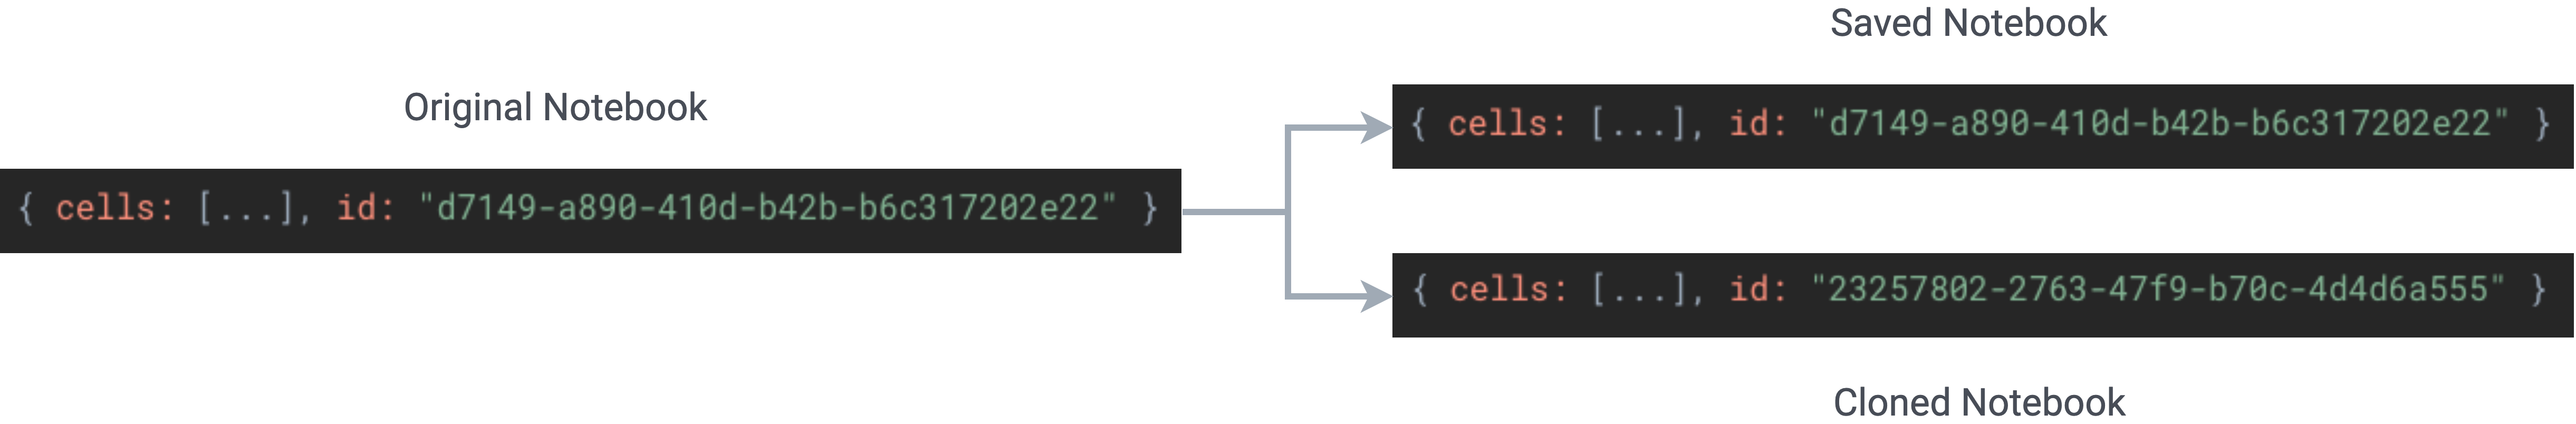 Original Notebook
{ cells: [...], id: "d7149-a890-410d-b42b-b6c317202e22" }
Saved Notebook
{ cells: [...], id: "d7149-a890-410d-b42b-b6c317202e22" }
{ cells: [...], id: "23257802-2763-47f9-b70c-4d4d6a555" }
Cloned Notebook